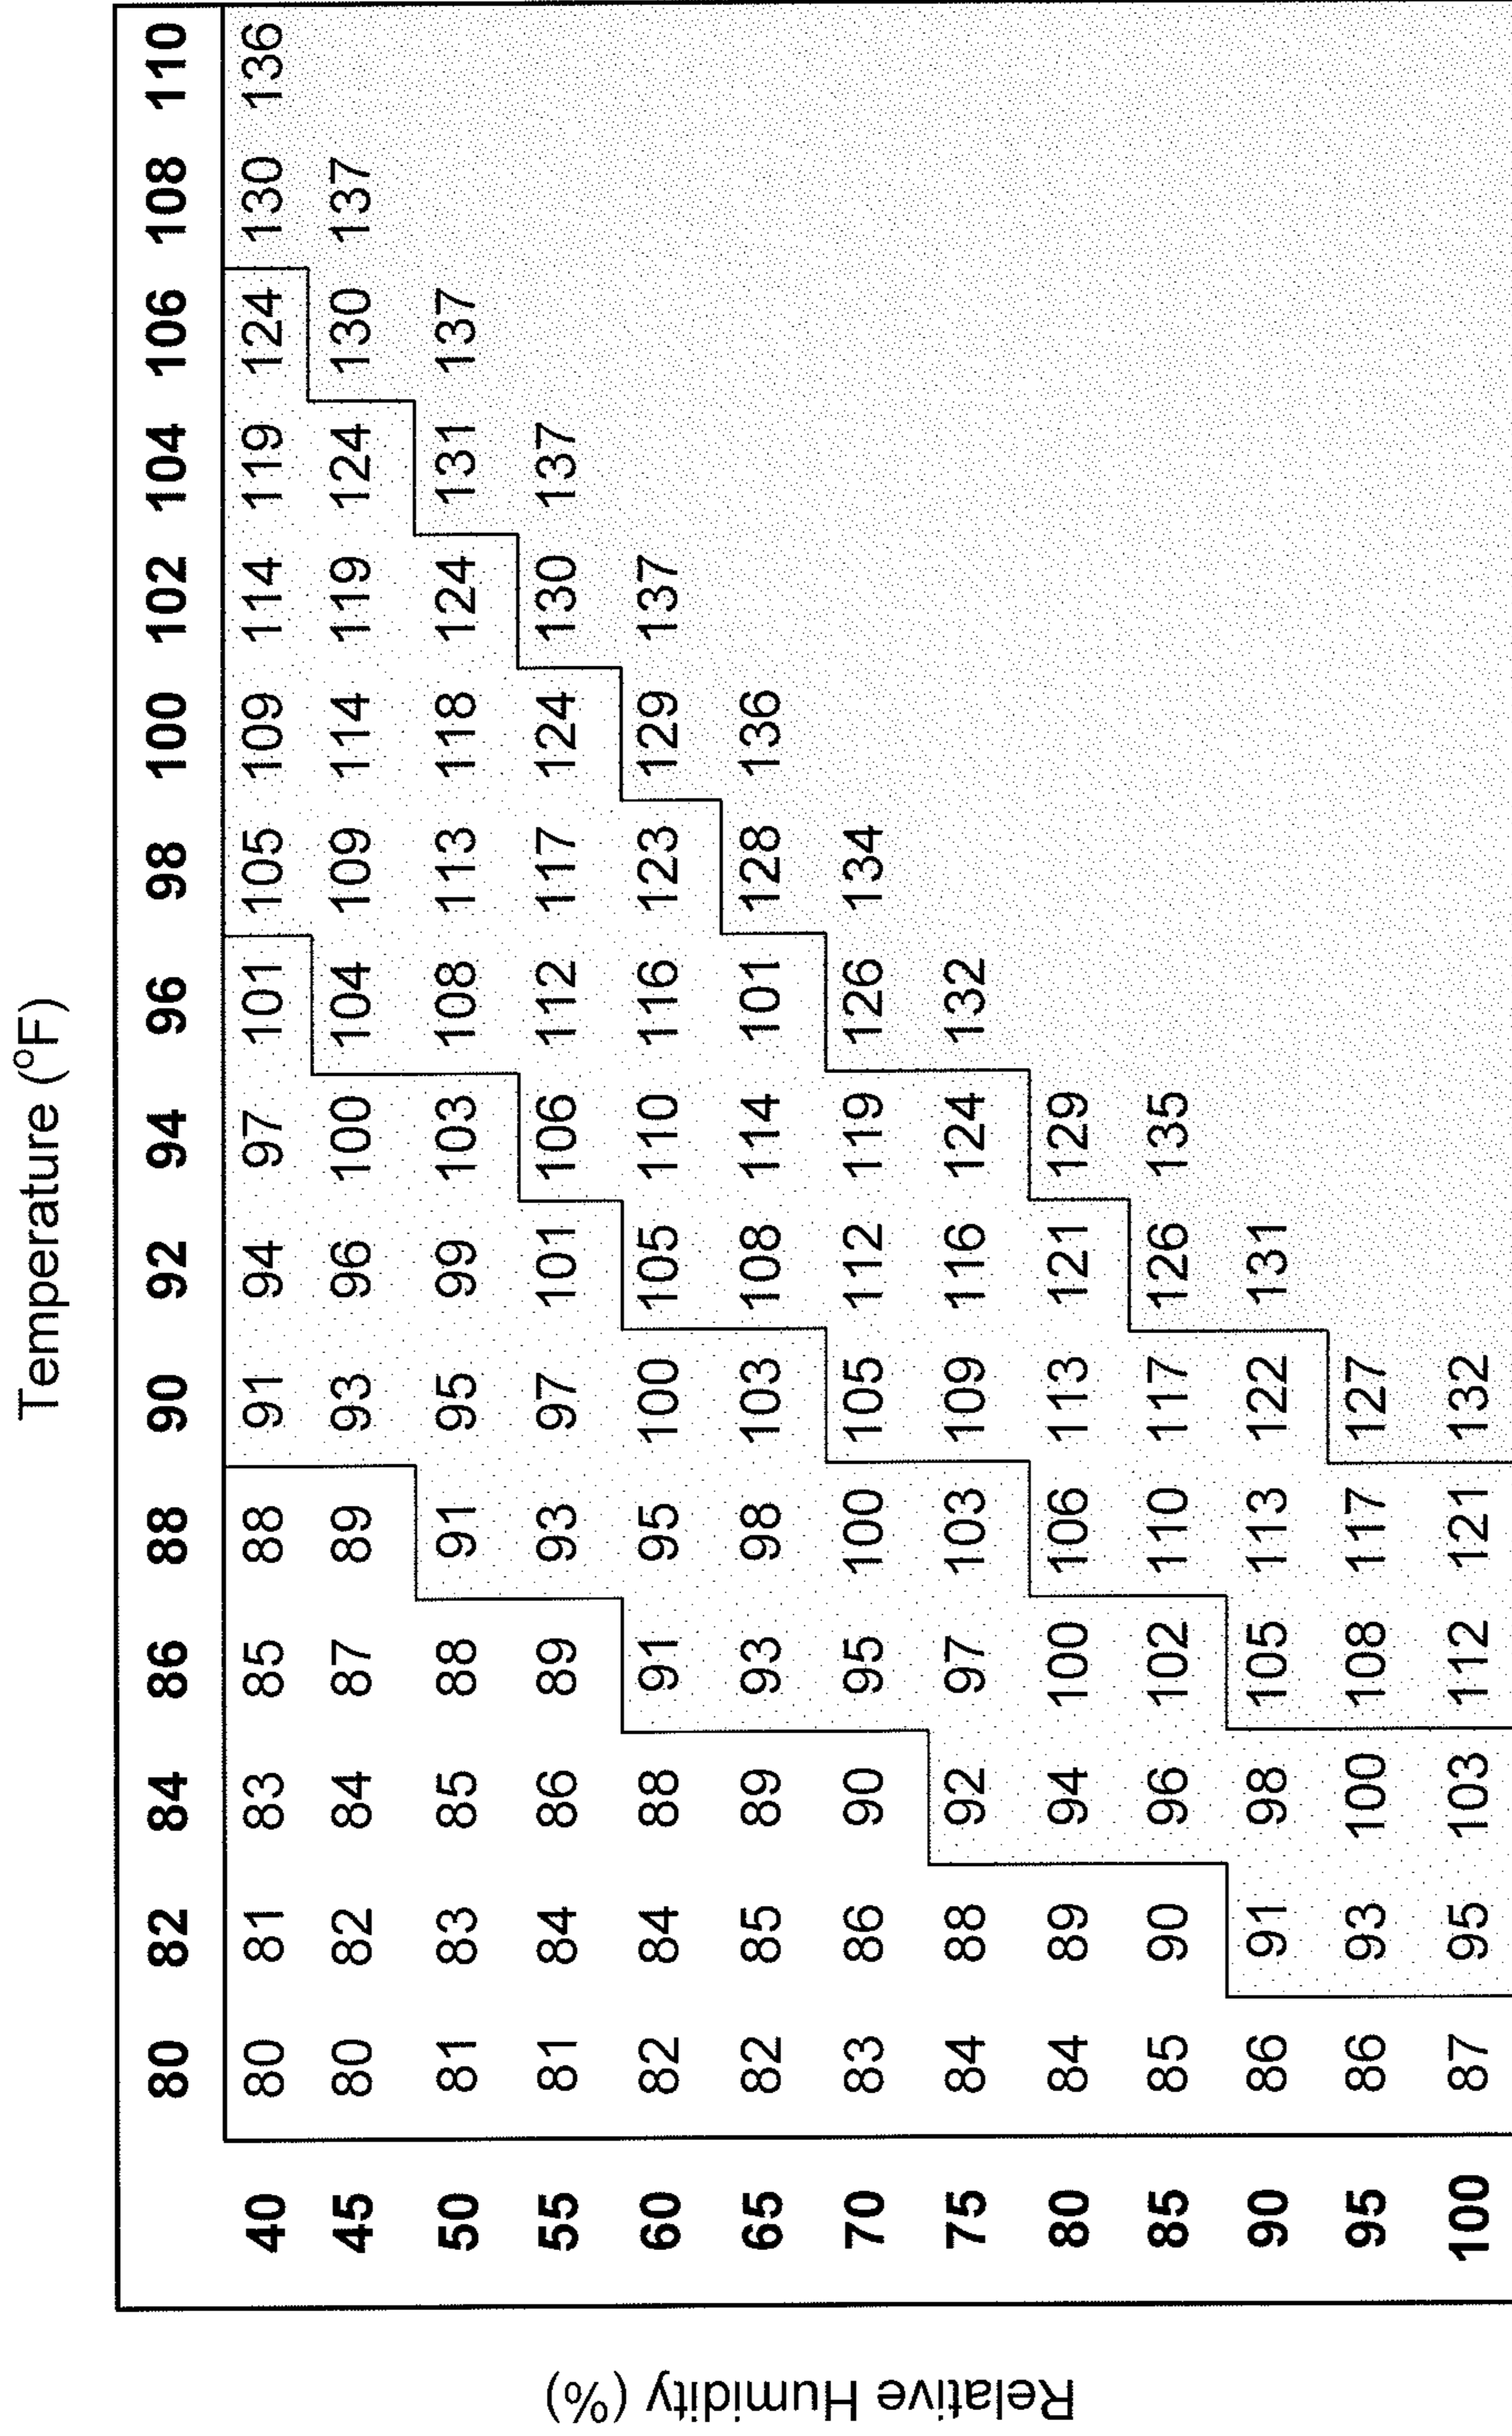 Temperature (°F)
80 82 84 86 88 90 92 94 96 98 100 102 104 106 108 110
Relative Humidity (%)
40 80 81 83 85 88 91 94 97 101 105 109 114 119 124 130 136
45 80 82 84 87 89 93 96 100 104 109 114 119 124 130 137
50 81 83 85 88 91 95 99 103 108 113 118 124 131 137
55 81 84 86 89 93 97 101 106 112 117 124 130 137
60 82 84 88 91 95 100 105 110 116 123 129 137
65 82 85 89 93 98 103 108 114 101 128 136
70 83 86 90 95 100 105 112 119 126 134
75 84 88 92 97 103 109 116 124 132
80 84 89 94 100 106 113 121 129
85 85 90 96 102 110 117 126 135
90 86 91 98 105 113 122 131
95 86 93 100 108 117 127
100 87 95 103 112 121 132